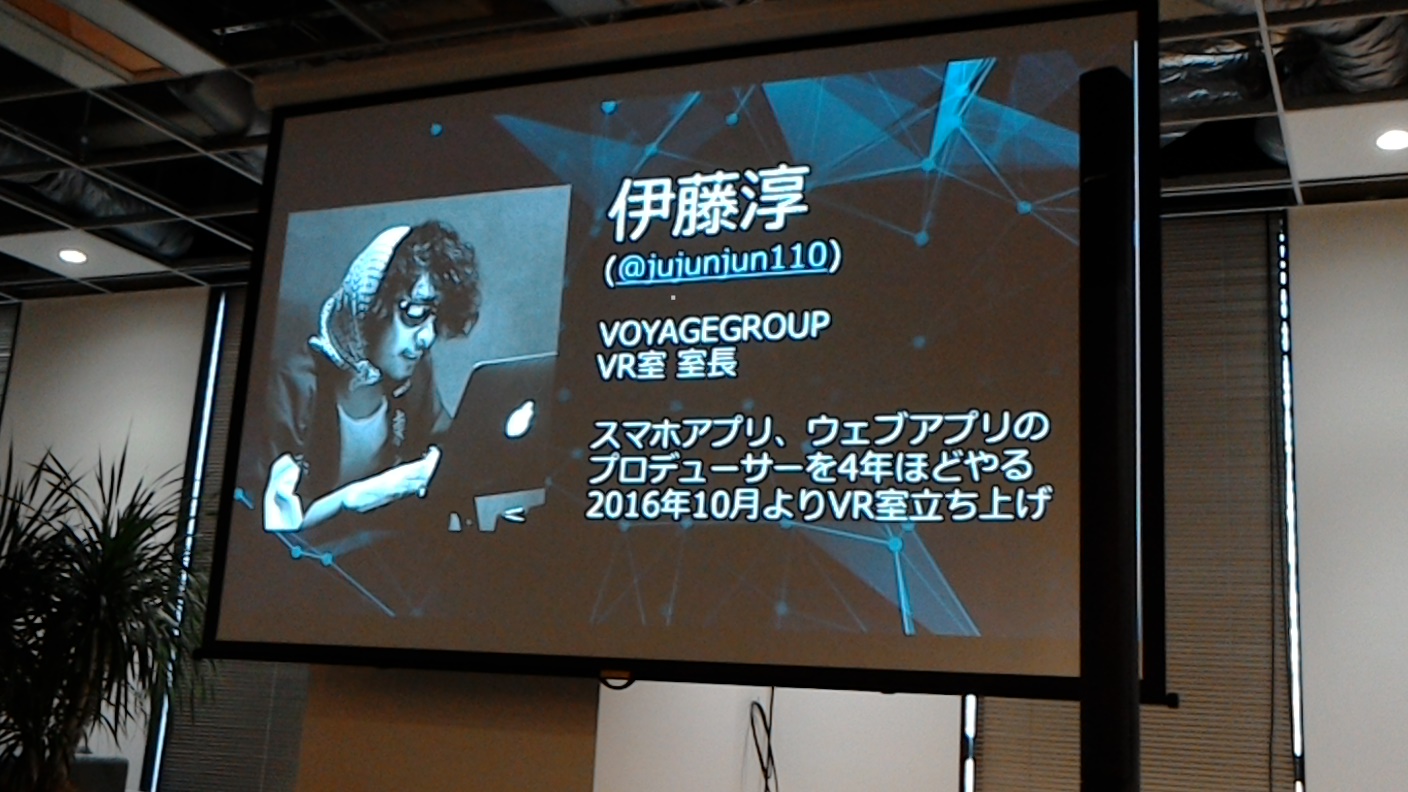 伊藤淳
(@jujunjun110)
VOYAGEGROUP
VR室 室長
スマホアプリ、ウェブアプリの
プロデューサーを4年ほどやる
2016年10月よりVR室立ち上げ